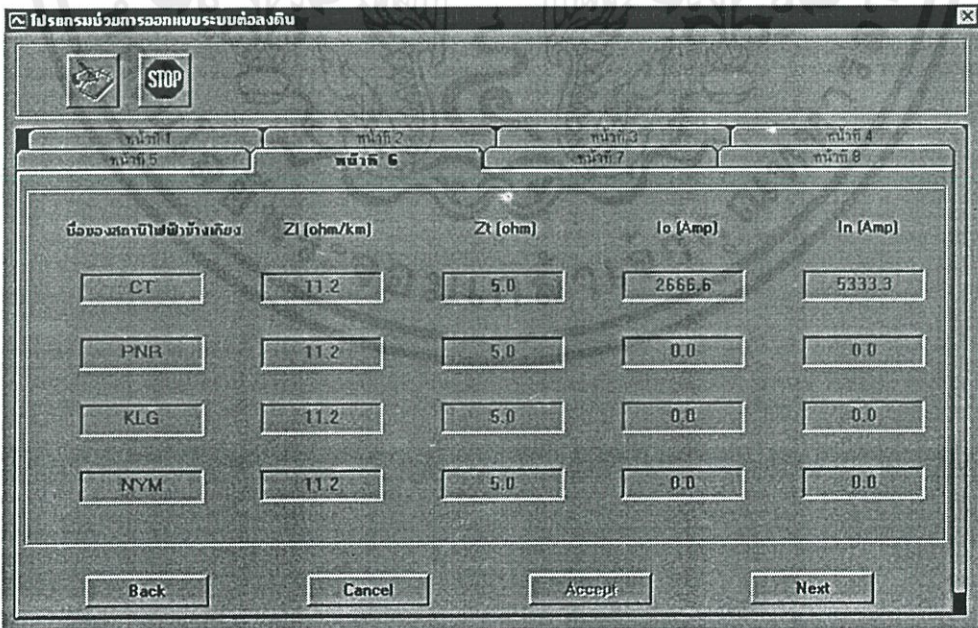 โปรแกรมช่วยการออกแบบระบบต่อลงดิน
STOP
หน้าที่ 1 หน้าที่ 2 หน้าที่ 3 หน้าที่ 4
หน้าที่ 5 หน้าที่ 6 หน้าที่ 7 หน้าที่ 8
ชื่อของสถานีไฟฟ้าข้างเคียง Zl (ohm/km) Zt (ohm) Io (Amp) In (Amp)
CT 11.2 5.0 2666.6 5333.3
PNR 11.2 5.0 0.0 0.0
KLG 11.2 5.0 0.0 0.0
NYM 11.2 5.0 0.0 0.0
Back Cancel Accept Next